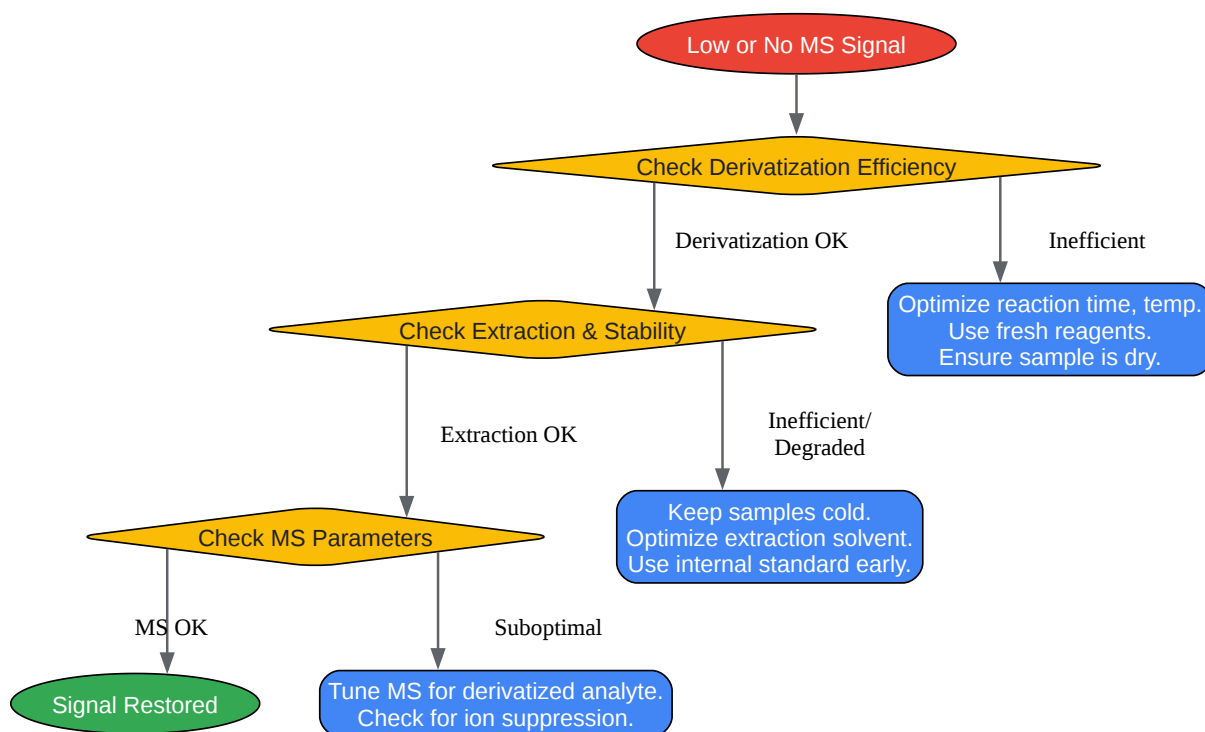 Low or No MS Signal
Check Derivatization Efficiency
Derivatization OK
Inefficient
Optimize reaction time, temp.
Use fresh reagents.
Ensure sample is dry.
Check Extraction & Stability
Extraction OK
Inefficient/
Degraded
Keep samples cold.
Optimize extraction solvent.
Use internal standard early.
Check MS Parameters
MS OK
Suboptimal
Signal Restored
Tune MS for derivatized analyte.
Check for ion suppression.